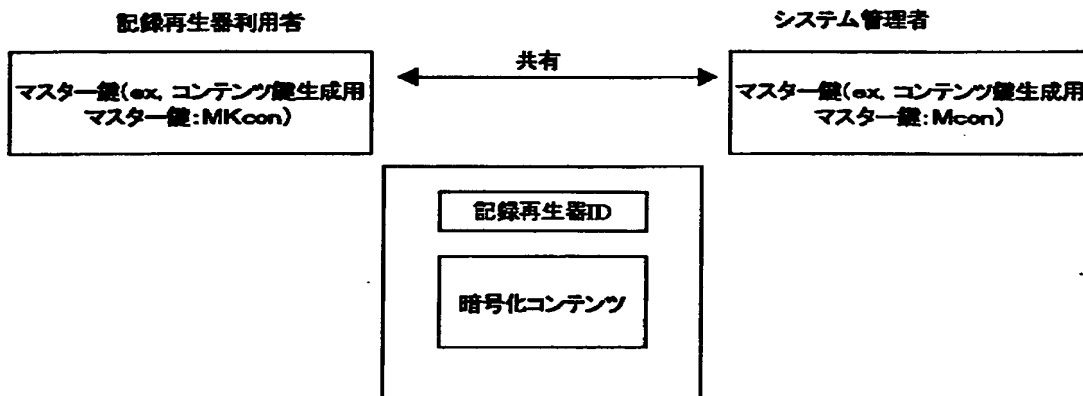 記録再生器利用者
システム管理者
共有
マスター鍵(ex, コンテンツ鍵生成用
マスター鍵:MKcon)
マスター鍵(ex, コンテンツ鍵生成用
マスター鍵:Mcon)
記録再生器ID
暗号化コンテンツ